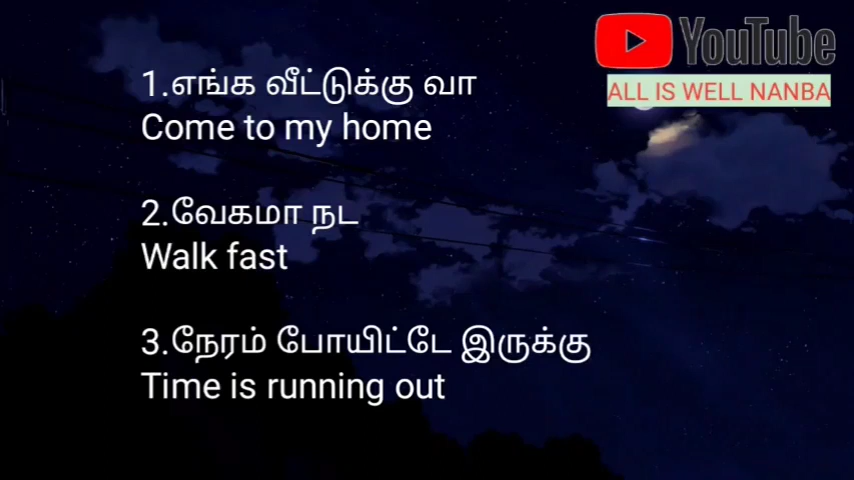 YouTube
ALL IS WELL NANBA
1.எங்க வீட்டுக்கு வா
Come to my home
2.வேகமா நட
Walk fast
3.நேரம் போயிட்டே இருக்கு
Time is running out